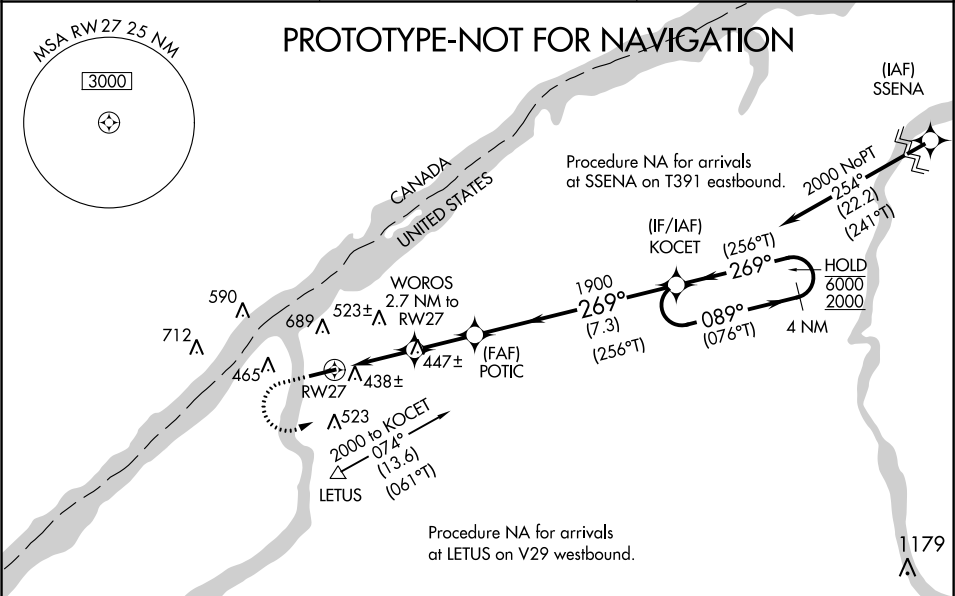 PROTOTYPE-NOT FOR NAVIGATION
MSA RW27 25 NM
3000
(IAF)
SSENA
Procedure NA for arrivals
at SSENA on T391 eastbound.
2000 NoPT
254°
(22.2)
(241°T)
CANADA
UNITED STATES
(IF/IAF)
KOCET
(256°T)
269°
HOLD
6000
2000
089°
(076°T)
4 NM
1900
269°
(7.3)
(256°T)
WOROS
2.7 NM to
RW27
590
523±
689
712
(FAF)
POTIC
447±
465
438±
RW27
523
2000 to KOCET
074°
(13.6)
(061°T)
LETUS
Procedure NA for arrivals
at LETUS on V29 westbound.
1179